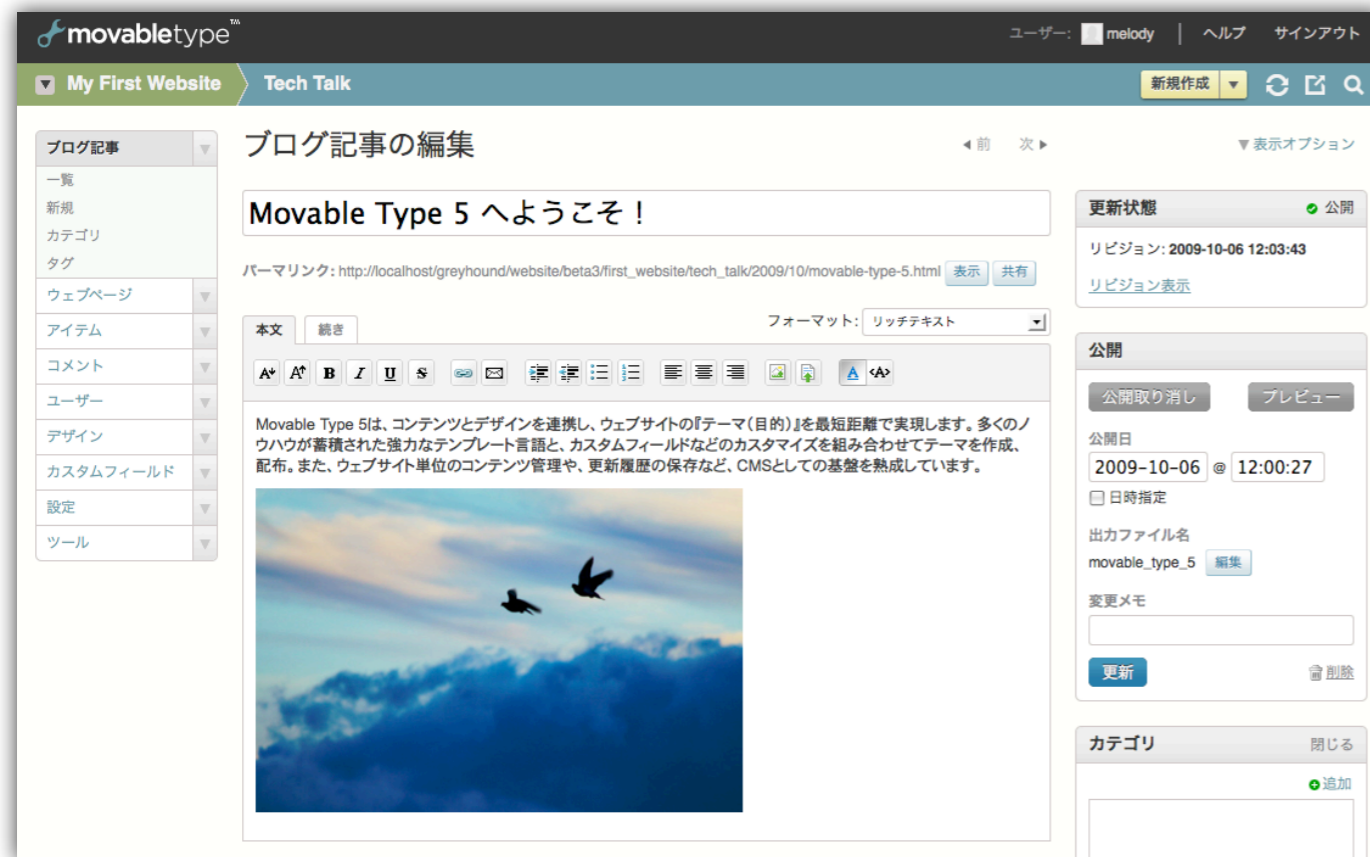 movabletype™
ユーザー: melody | ヘルプ サインアウト
My First Website
Tech Talk
新規作成
ブログ記事
一覧
新規
カテゴリ
タグ
ウェブページ
アイテム
コメント
ユーザー
デザイン
カスタムフィールド
設定
ツール
ブログ記事の編集
前 次
表示オプション
Movable Type 5 へようこそ！
パーマリンク: http://localhost/greyhound/website/beta3/first_website/tech_talk/2009/10/movable-type-5.html 表示 共有
本文 続き
フォーマット: リッチテキスト
B I U S
Movable Type 5は、コンテンツとデザインを連携し、ウェブサイトの『テーマ（目的）』を最短距離で実現します。多くのノ
ウハウが蓄積された強力なテンプレート言語と、カスタムフィールドなどのカスタマイズを組み合わせてテーマを作成、
配布。また、ウェブサイト単位のコンテンツ管理や、更新履歴の保存など、CMSとしての基盤を熟成しています。
更新状態 公開
リビジョン: 2009-10-06 12:03:43
リビジョン表示
公開
公開取り消し プレビュー
公開日
2009-10-06 @ 12:00:27
日時指定
出力ファイル名
movable_type_5 編集
変更メモ
更新 削除
カテゴリ 閉じる
追加